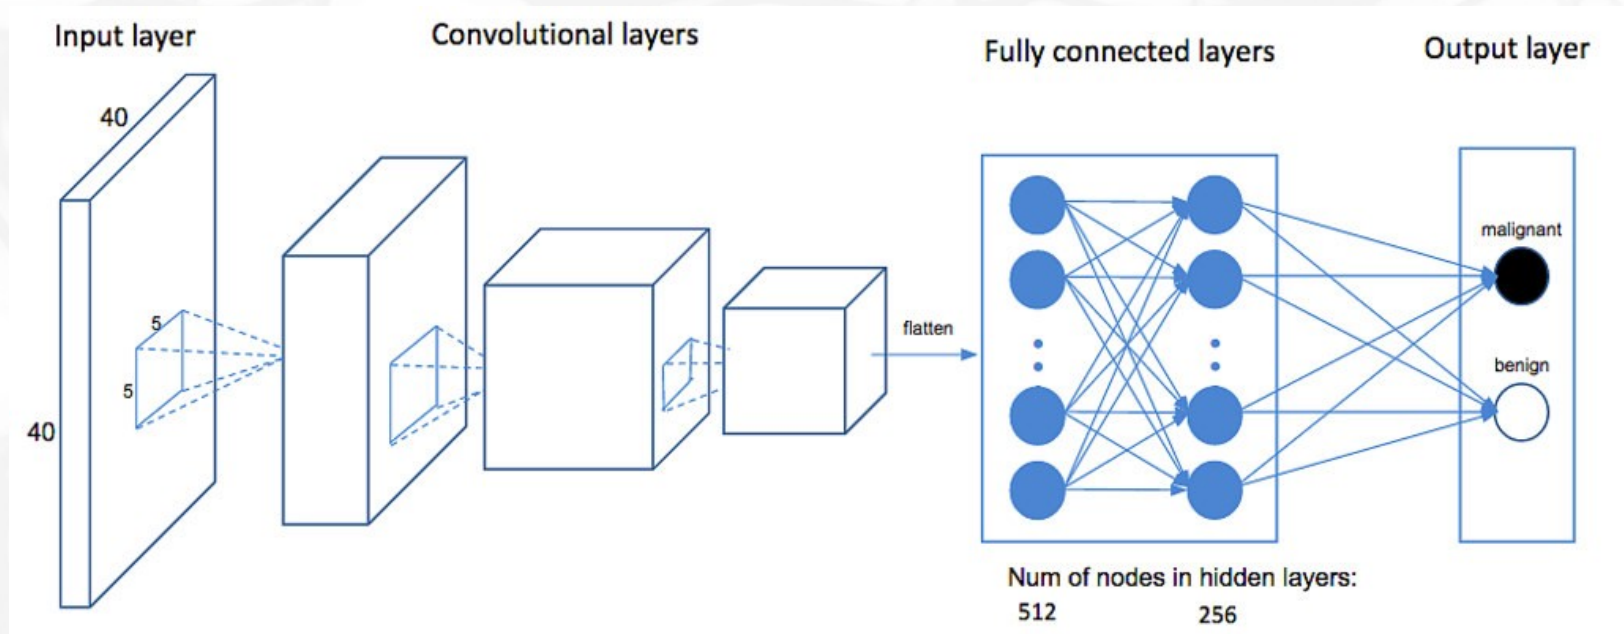 Input layer
Convolutional layers
Fully connected layers
Output layer
40
40
5
5
flatten
malignant
benign
Num of nodes in hidden layers:
512 256